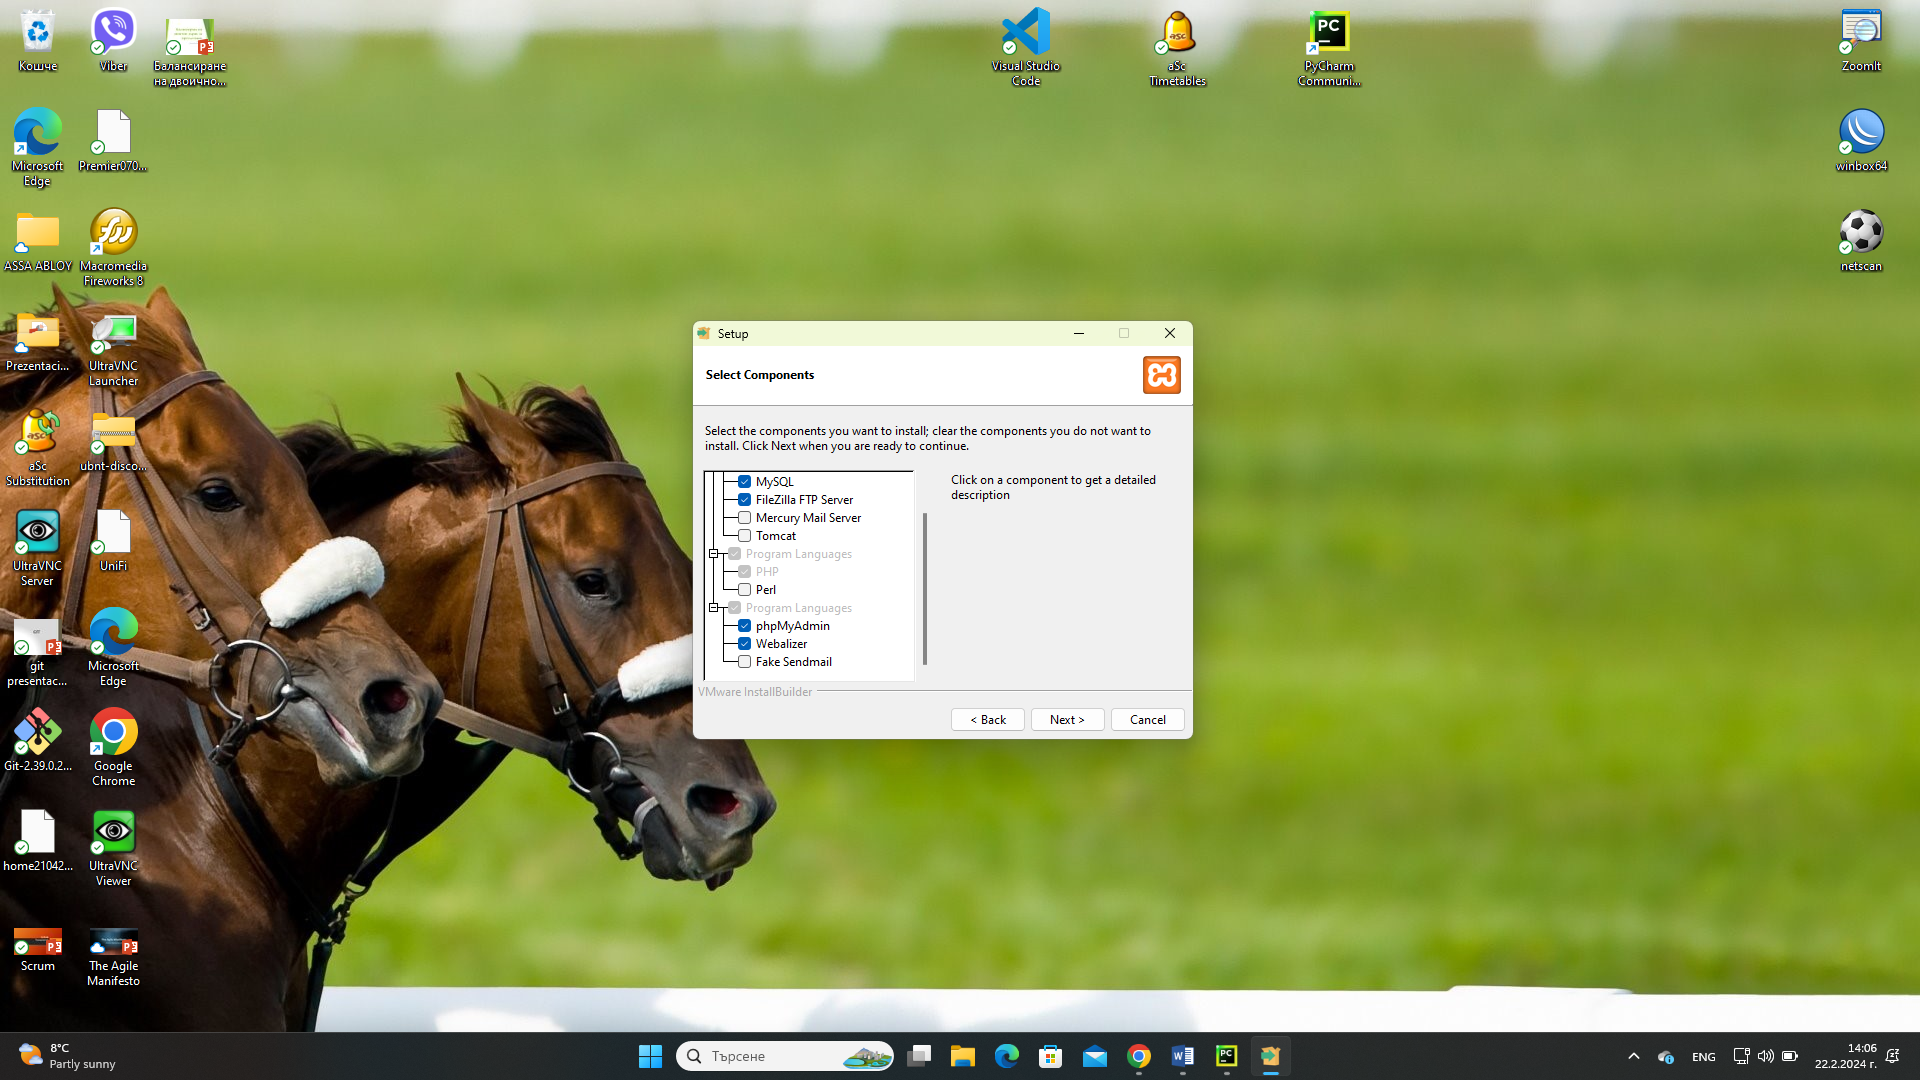 Кошче
Viber
Балансиране
на двоично...
Visual Studio
Code
aSc
Timetables
PyCharm
Communi...
ZoomIt
Microsoft
Edge
Premier070...
winbox64
ASSA ABLOY
Macromedia
Fireworks 8
netscan
Prezentaci...
UltraVNC
Launcher
aSc
Substitution
ubnt-disco...
UltraVNC
Server
UniFi
git
presentac...
Microsoft
Edge
Git-2.39.0.2...
Google
Chrome
home21042...
UltraVNC
Viewer
Scrum
The Agile
Manifesto
Setup
Select Components
Select the components you want to install; clear the components you do not want to
install. Click Next when you are ready to continue.
MySQL
FileZilla FTP Server
Mercury Mail Server
Tomcat
Program Languages
PHP
Perl
Program Languages
phpMyAdmin
Webalizer
Fake Sendmail
Click on a component to get a detailed
description
VMware InstallBuilder
< Back
Next >
Cancel
8°C
Partly sunny
Търсене
ENG
14:06
22.2.2024 г.